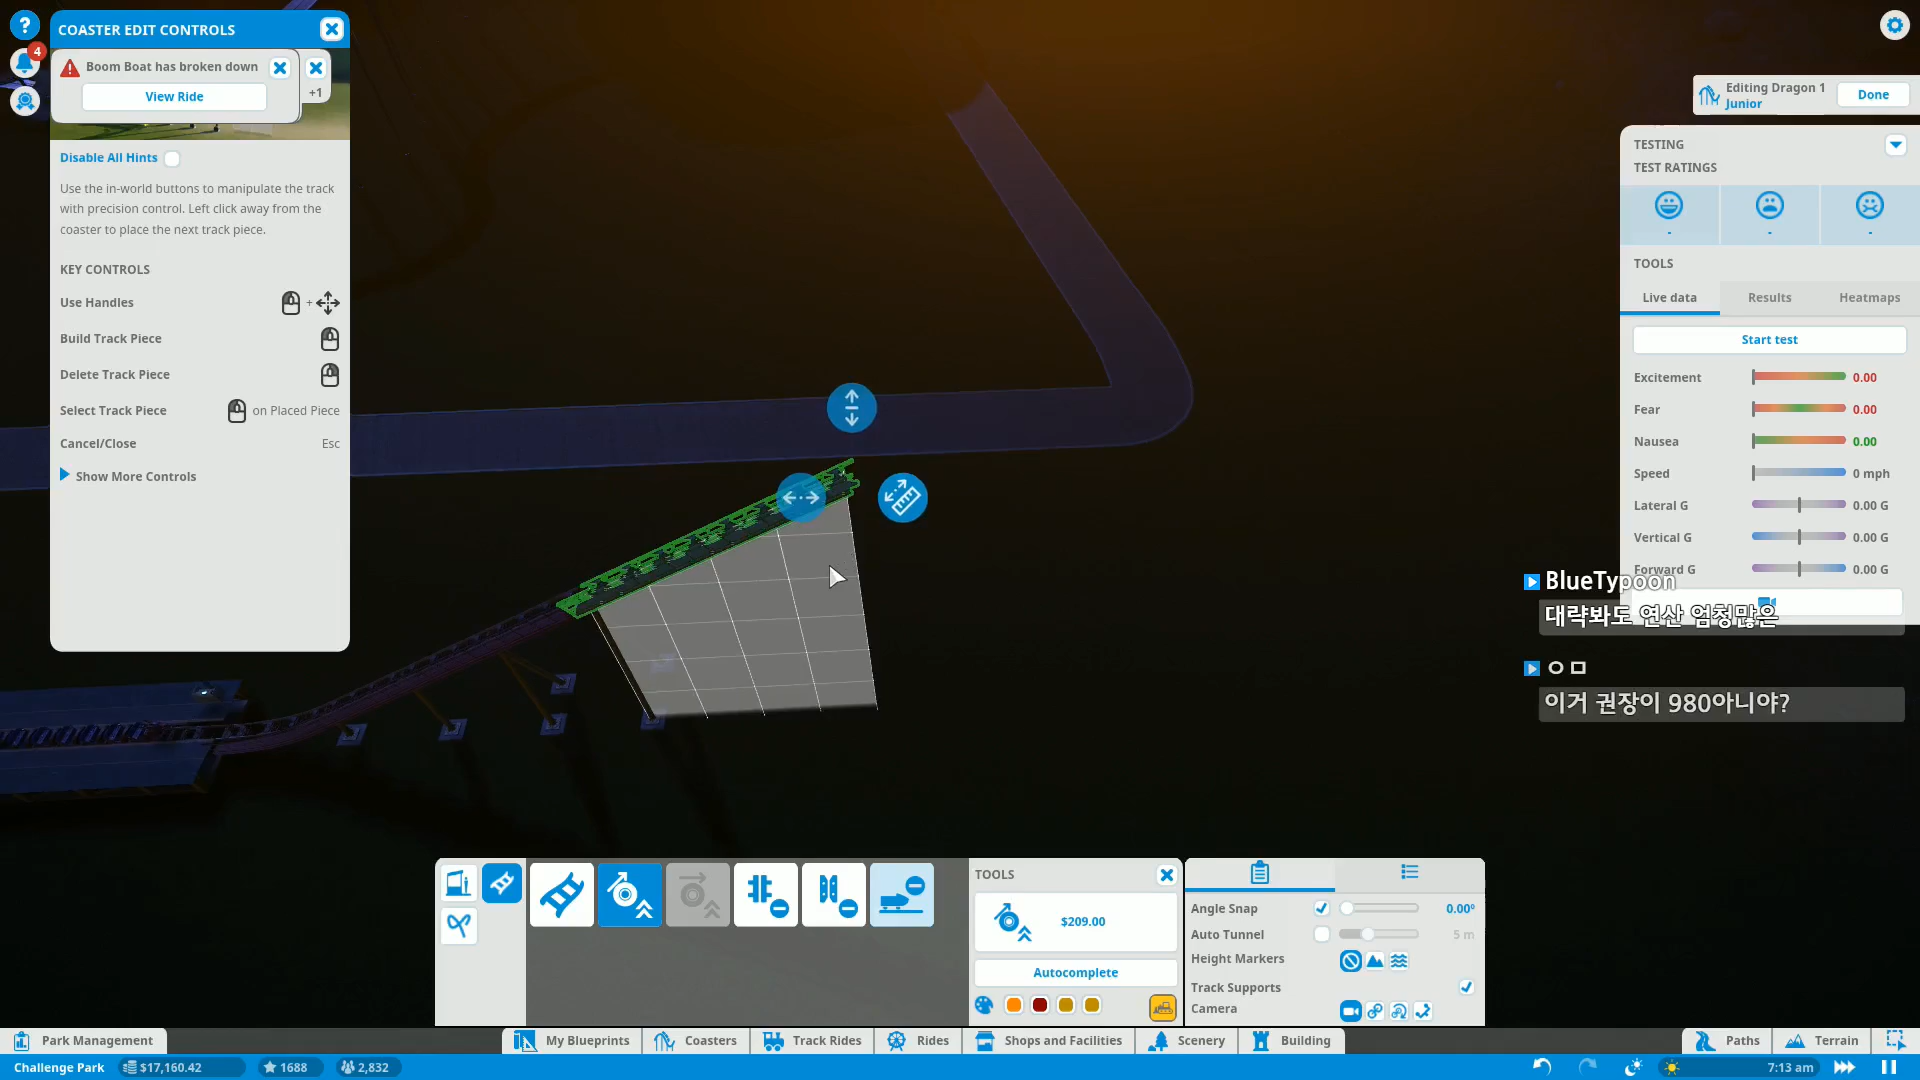 COASTER EDIT CONTROLS
4
Boom Boat has broken down
View Ride
+1
Disable All Hints
Use the in-world buttons to manipulate the track
with precision control. Left click away from the
coaster to place the next track piece.
KEY CONTROLS
Use Handles +
Build Track Piece
Delete Track Piece
Select Track Piece on Placed Piece
Cancel/Close Esc
Show More Controls
Editing Dragon 1
Junior
Done
TESTING
TEST RATINGS
- - -
TOOLS
Live data Results Heatmaps
Start test
Excitement 0.00
Fear 0.00
Nausea 0.00
Speed 0 mph
Lateral G 0.00 G
Vertical G 0.00 G
Forward G 0.00 G
BlueTypoon
대략봐도 연산 엄청많은
ㅇㅁ
이거 권장이 980아니야?
TOOLS
$209.00
Autocomplete
Angle Snap 0.00°
Auto Tunnel 5 m
Height Markers
Track Supports
Camera
Park Management
My Blueprints
Coasters
Track Rides
Rides
Shops and Facilities
Scenery
Building
Paths
Terrain
Challenge Park $17,160.42 1688 2,832
7:13 am